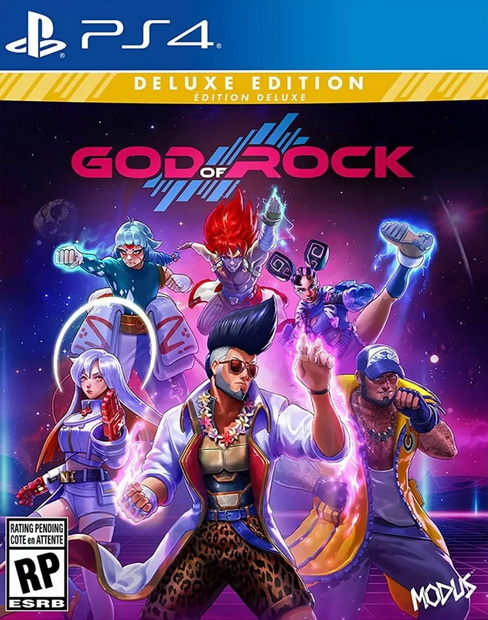 PS4
DELUXE EDITION
ÉDITION DELUXE
GOD OF ROCK
RATING PENDING
COTE en ATTENTE
RP
ESRB
MODUS